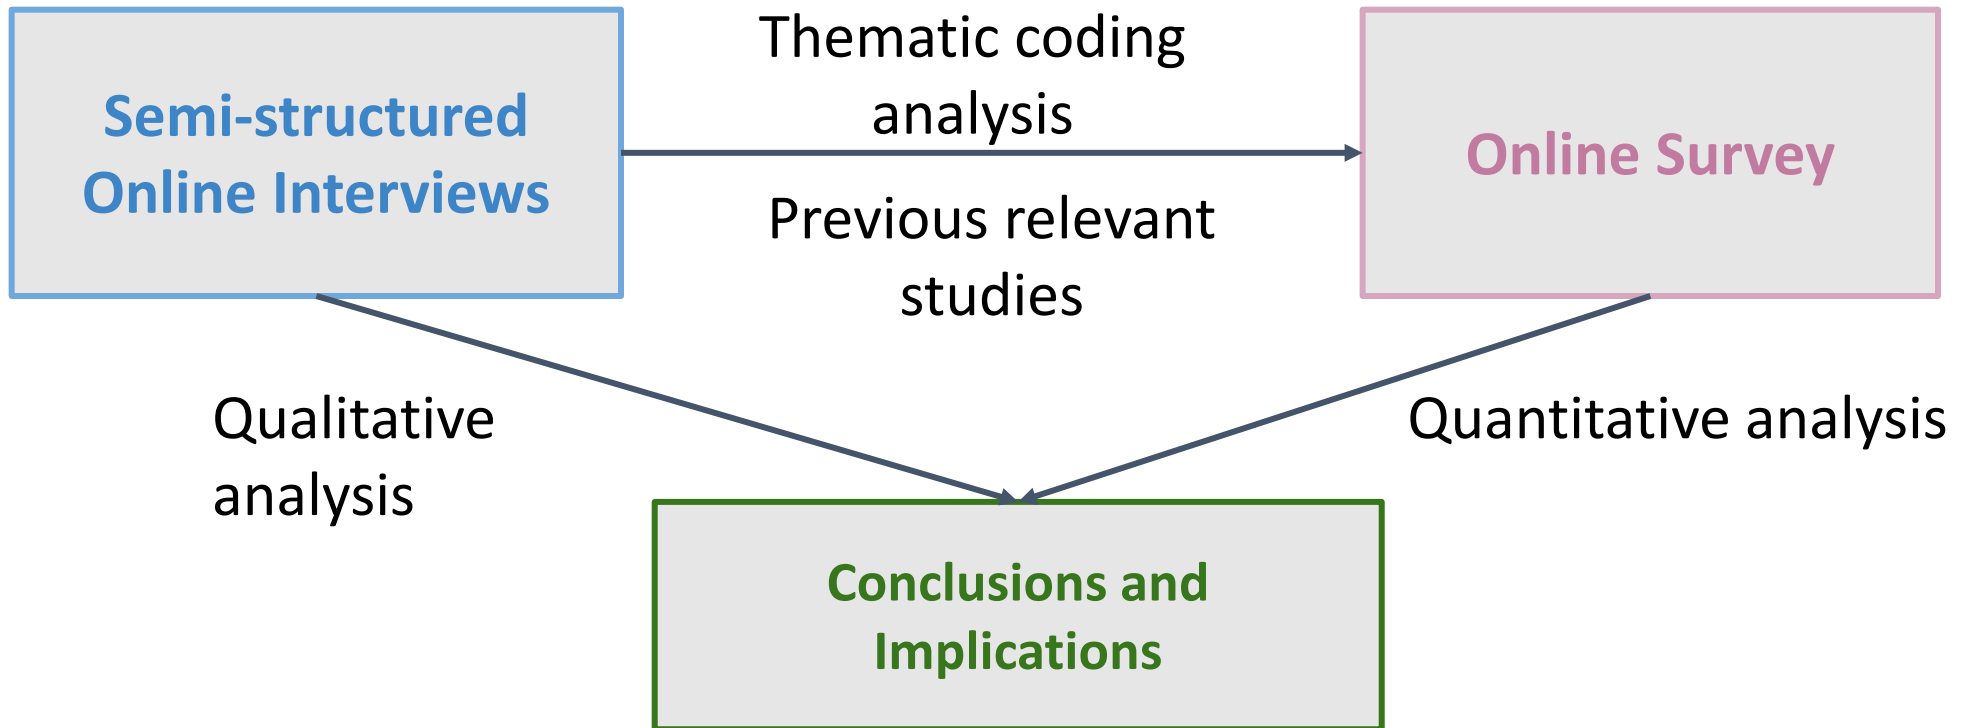 Semi-structured
Online Interviews
Thematic coding
analysis
Previous relevant
studies
Online Survey
Qualitative
analysis
Quantitative analysis
Conclusions and
Implications